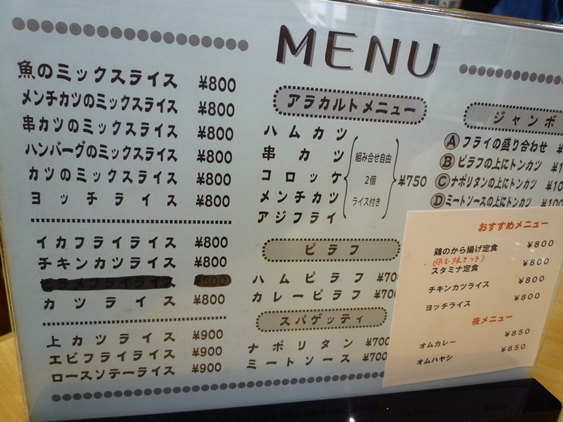 MENU
魚のミックスライス ¥800
メンチカツのミックスライス ¥800
串カツのミックスライス ¥800
ハンバーグのミックスライス ¥800
カツのミックスライス ¥800
ヨッチライス ¥800
イカフライライス ¥800
チキンカツライス ¥800
カツライス ¥800
上カツライス ¥900
エビフライライス ¥900
ロースソテーライス ¥900
アラカルトメニュー
ハムカツ
串カツ
コロッケ
メンチカツ
アジフライ
組み合せ自由
2個
ライス付き
¥750
ピラフ
ハムピラフ ¥70
カレーピラフ ¥70
スパゲッティ
ナポリタン ¥700
ミートソース ¥700
ジャンボ
Ⓐフライの盛り合わせ ¥
Ⓑピラフの上にトンカツ ¥1
Ⓒナポリタンの上にトンカツ ¥1
Ⓓミートソースの上にトンカツ ¥10
おすすめメニュー
鶏のから揚げ定食 ¥800
スタミナ定食 ¥800
チキンカツライス ¥800
ヨッチライス ¥800
夜メニュー
オムカレー ¥850
オムハヤシ ¥850